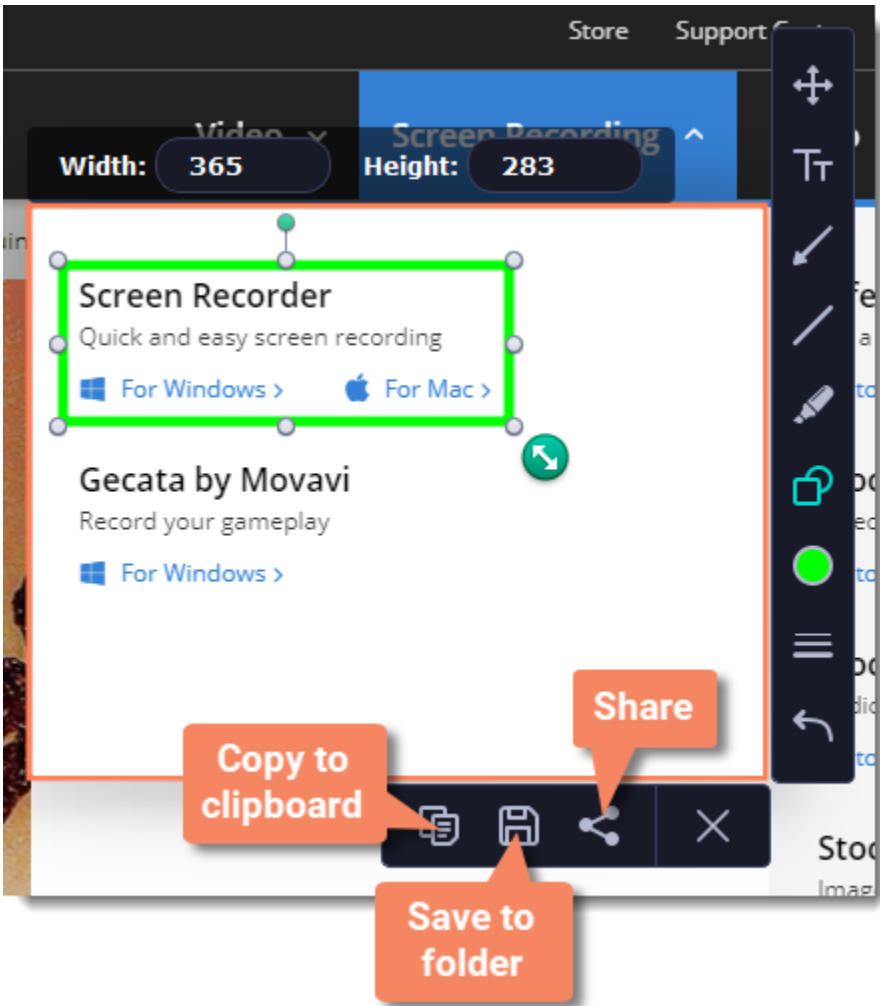 Store Support
Video Screen Recording
Width: 365 Height: 283
Screen Recorder
Quick and easy screen recording
For Windows > For Mac >
Gecata by Movavi
Record your gameplay
For Windows >
Share
Copy to
clipboard
Save to
folder